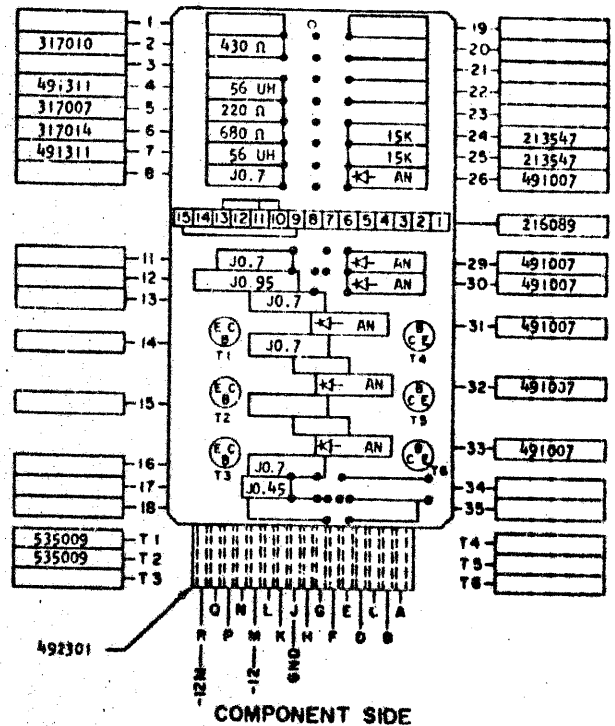 1 C 19
317010 2 430 Ω 20
3 21
491311 4 56 UH 22
317007 5 220 Ω 23
317014 6 680 Ω 15K 24 213547
491311 7 56 UH 15K 25 213547
8 J0.7 AN 26 491007
15 14 13 12 11 10 9 8 7 6 5 4 3 2 1 216089
11 J0.7 AN 29 491007
12 J0.95 AN 30 491007
13 J0.7
E C B AN B C E 31 491007
14 T1 J0.7 T4
E C B AN B C E 32 491007
15 T2 T5
E C B AN B C E 33 491007
16 T3 J0.7 T6
17 J0.45 34
18 35
535009 T1 T4
535009 T2 T5
T3 T6
Q N L J G E C A
R P M K H F D B
492301
-12M -12 GND
COMPONENT SIDE